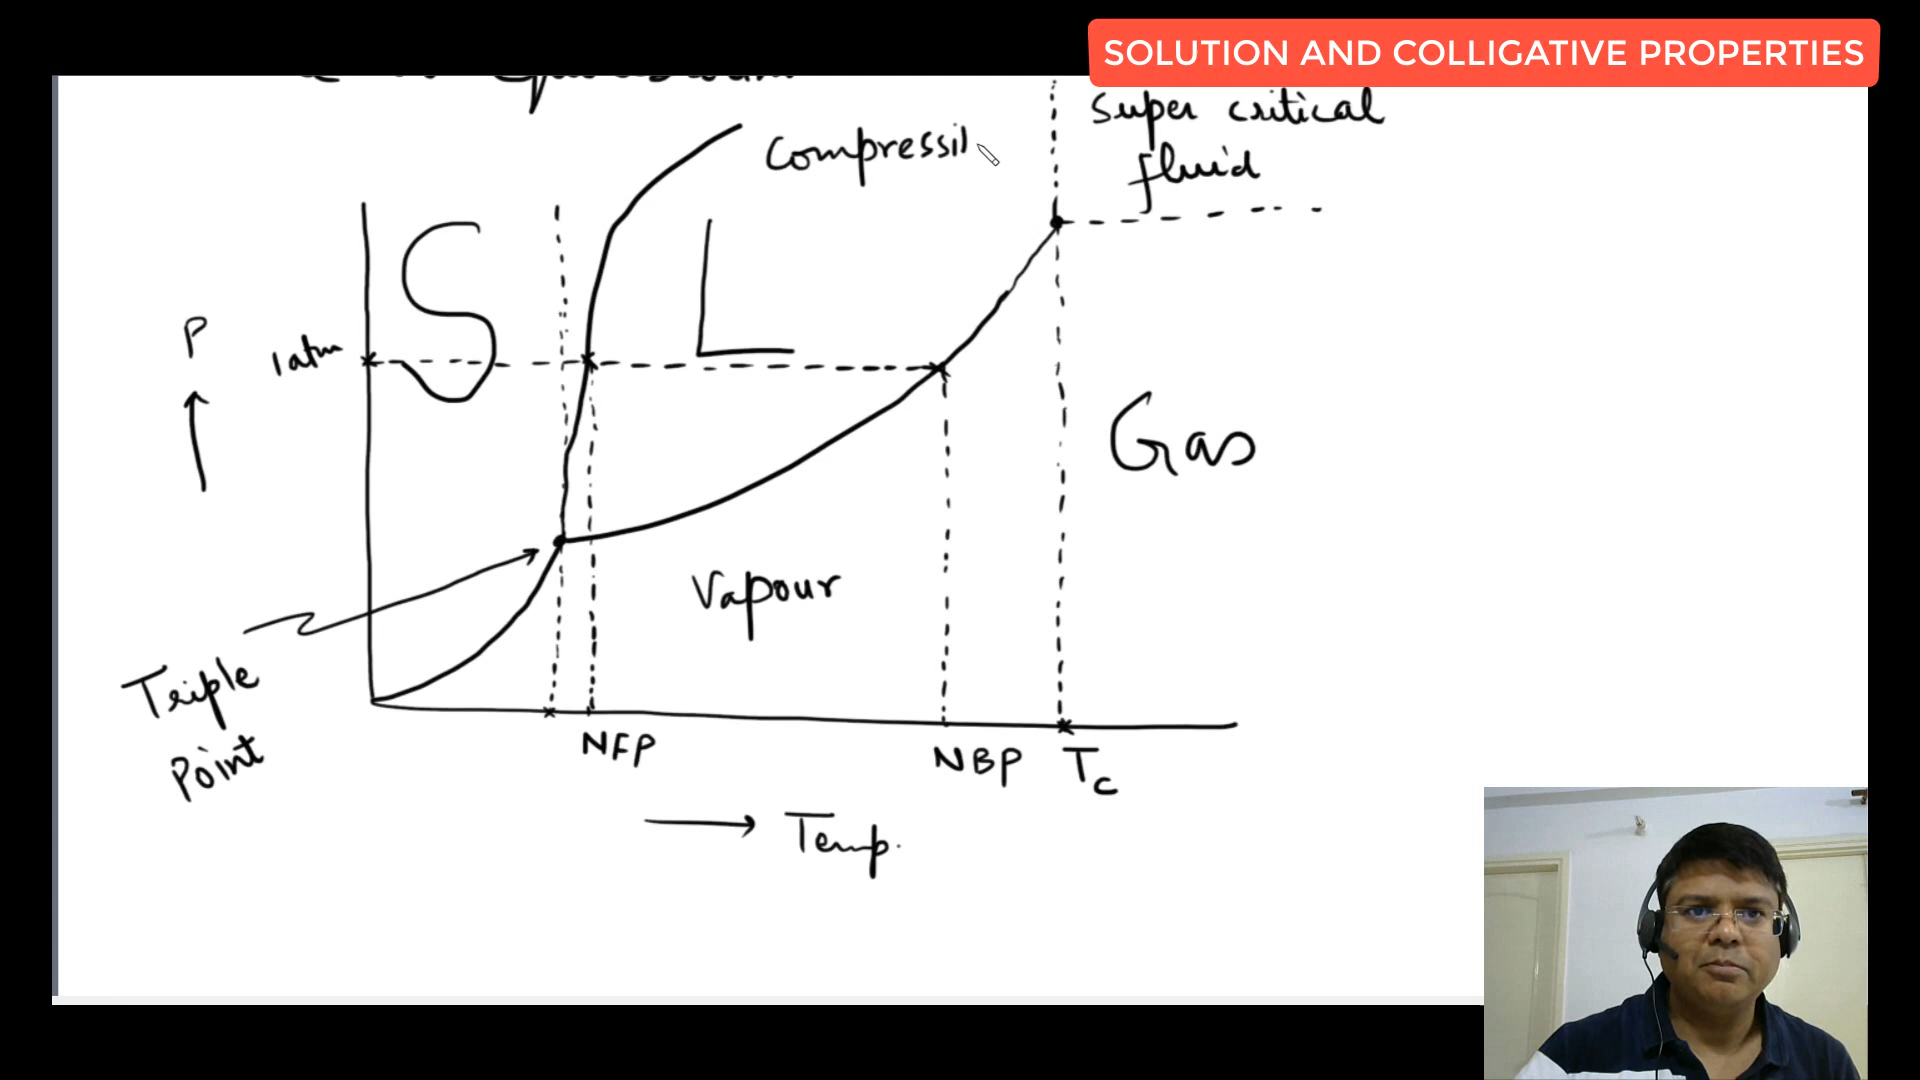 SOLUTION AND COLLIGATIVE PROPERTIES
Super critical
fluid
Compressil
S
L
P
1 atm
Gas
Vapour
Triple
Point
NFP
NBP
Tc
Temp.